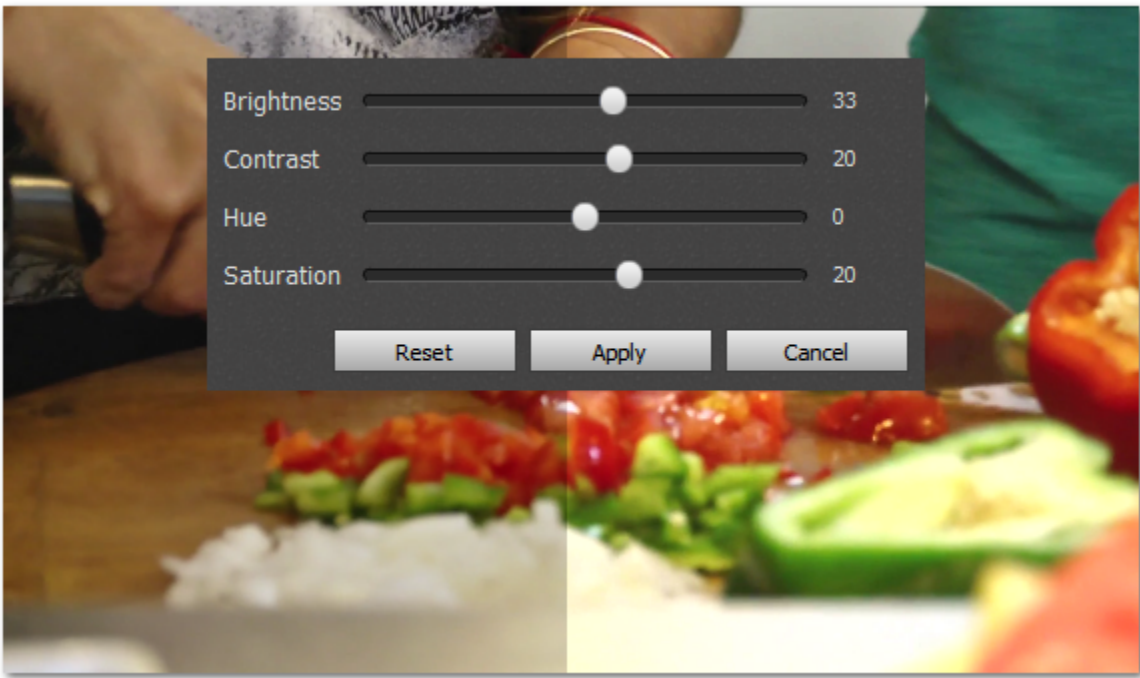 Brightness 33
Contrast 20
Hue 0
Saturation 20
Reset Apply Cancel